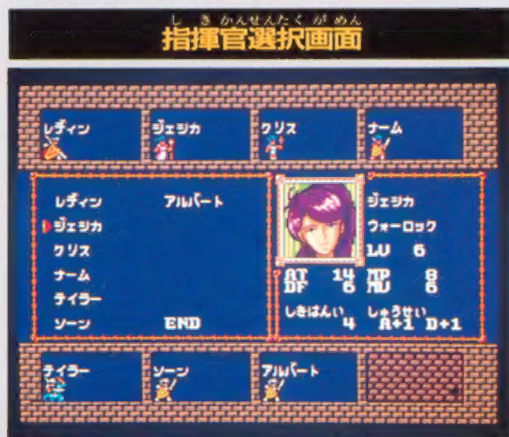 しきかんせんたくがめん
指揮官選択画面
レディン ジェシカ クリス ナーム
レディン アルバート
ジェシカ
クリス
ナーム
テイラー
ソーン END
ジェシカ
ウォーロック
LV 6
AT 14 MP 8
DF 6 MV 6
しきはんい しゅうせい
4 A+1 D+1
テイラー ソーン アルバート